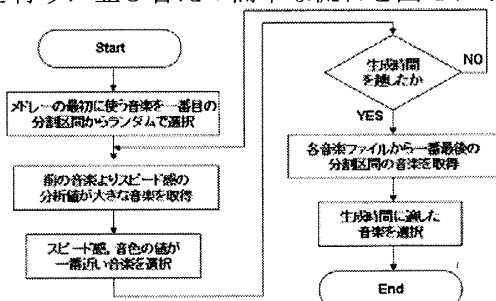 Start
メドレーの最初に使う音楽を一番目の
分割区間からランダムで選択
前の音楽よりスピード感の
分析値が大きな音楽を取得
スピード感,音色の値が
一番近い音楽を選択
生成時間
を越したか
NO
YES
各音楽ファイルから一番最後の
分割区間の音楽を取得
生成時間に適した
音楽を選択
End